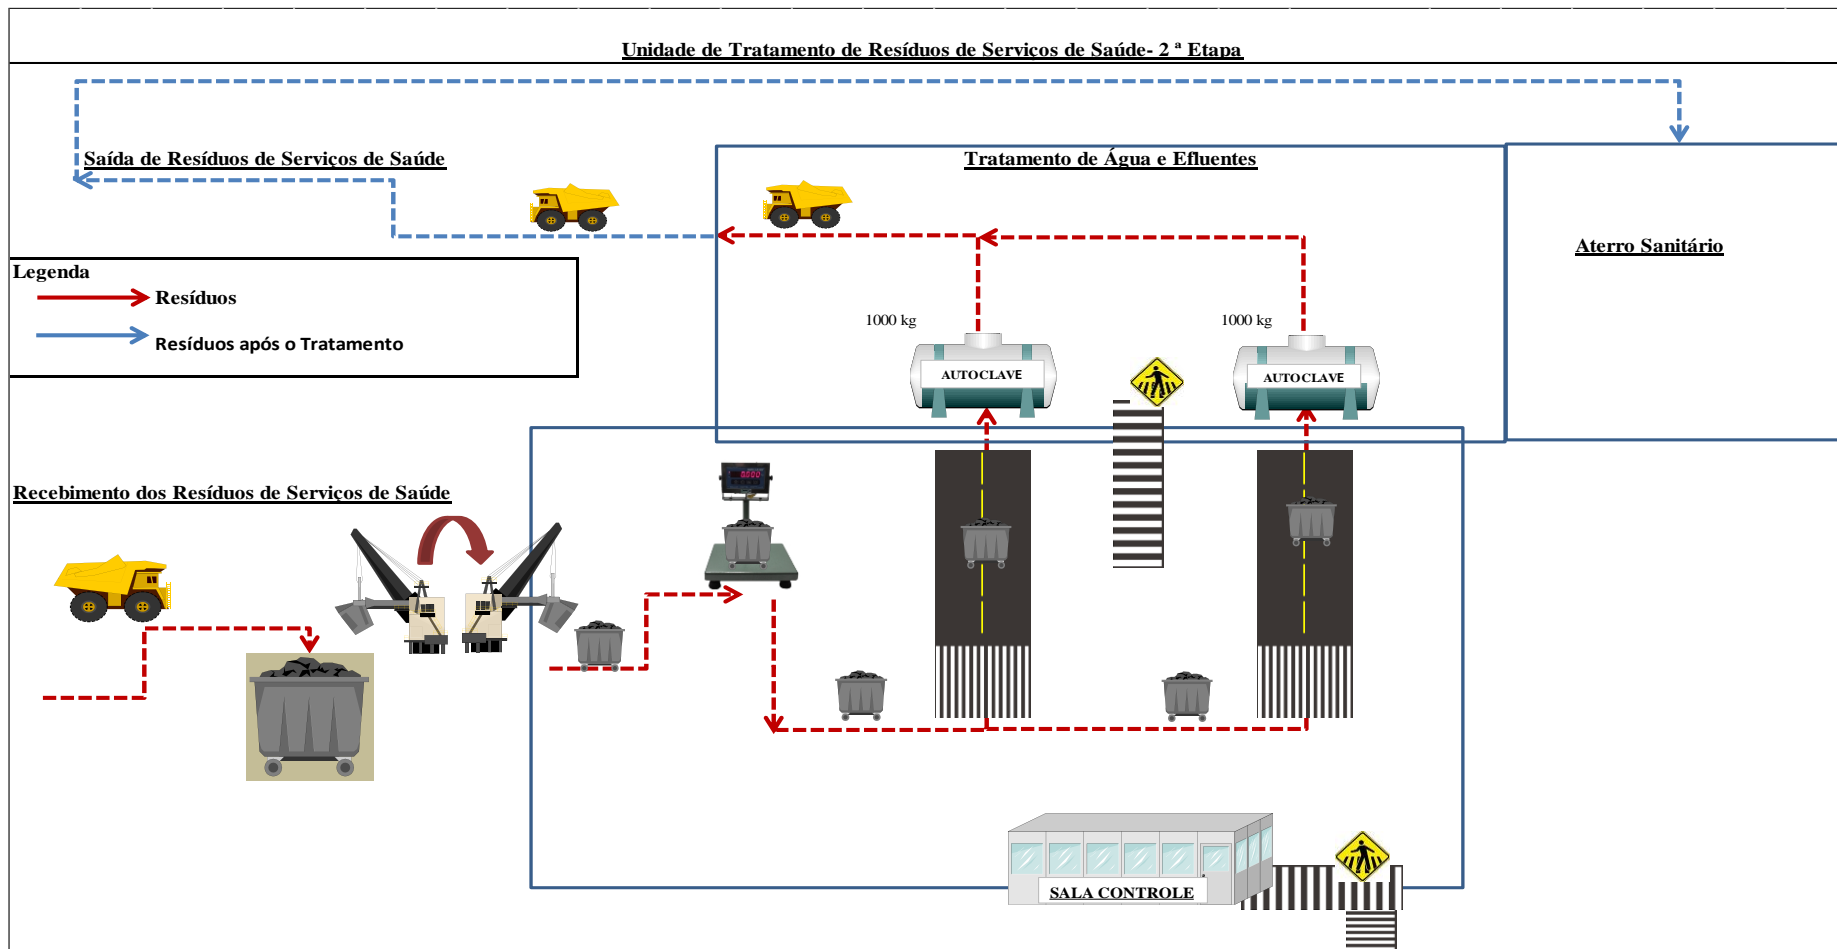 Unidade de Tratamento de Resíduos de Serviços de Saúde- 2 ª Etapa
Saída de Resíduos de Serviços de Saúde
Tratamento de Água e Efluentes
Aterro Sanitário
Legenda
Resíduos
Resíduos após o Tratamento
1000 kg
1000 kg
AUTOCLAVE
AUTOCLAVE
Recebimento dos Resíduos de Serviços de Saúde
SALA CONTROLE